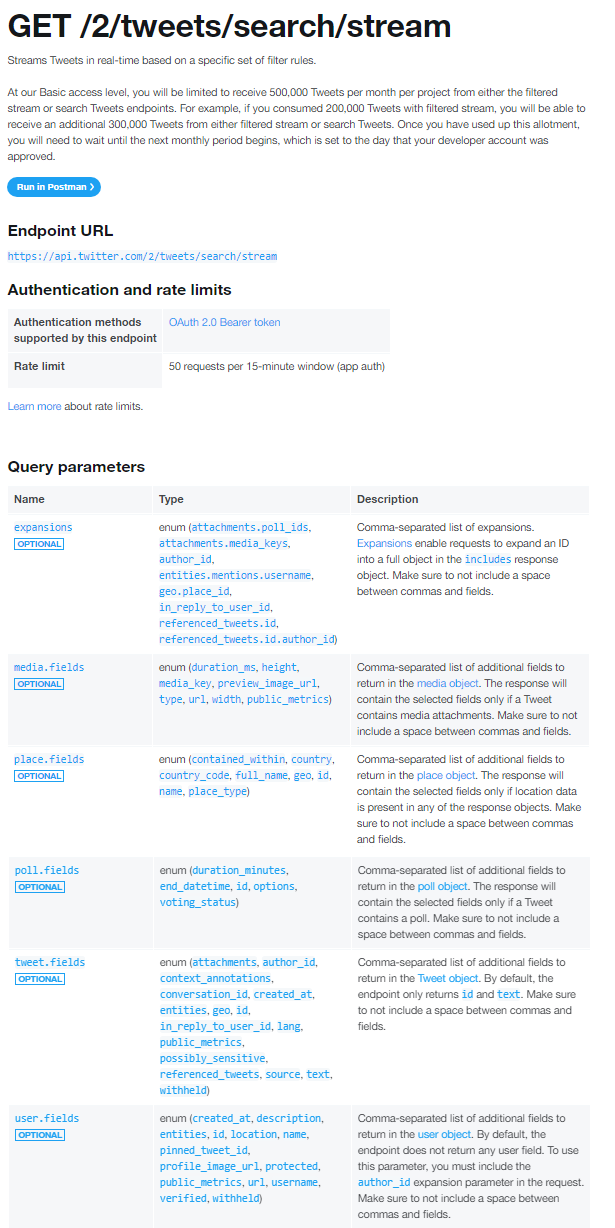 GET /2/tweets/search/stream
Streams Tweets in real-time based on a specific set of filter rules.
At our Basic access level, you will be limited to receive 500,000 Tweets per month per project from either the filtered
stream or search Tweets endpoints. For example, if you consumed 200,000 Tweets with filtered stream, you will be able to
receive an additional 300,000 Tweets from either filtered stream or search Tweets. Once you have used up this allotment,
you will need to wait until the next monthly period begins, which is set to the day that your developer account was
approved.
Run in Postman ❯
Endpoint URL
https://api.twitter.com/2/tweets/search/stream
Authentication and rate limits
Authentication methods
supported by this endpoint
OAuth 2.0 Bearer token
Rate limit
50 requests per 15-minute window (app auth)
Learn more about rate limits.
Query parameters
Name
Type
Description
expansions
OPTIONAL
enum (attachments.poll_ids,
attachments.media_keys,
author_id,
entities.mentions.username,
geo.place_id,
in_reply_to_user_id,
referenced_tweets.id,
referenced_tweets.id.author_id)
Comma-separated list of expansions.
Expansions enable requests to expand an ID
into a full object in the includes response
object. Make sure to not include a space
between commas and fields.
media.fields
OPTIONAL
enum (duration_ms, height,
media_key, preview_image_url,
type, url, width, public_metrics)
Comma-separated list of additional fields to
return in the media object. The response will
contain the selected fields only if a Tweet
contains media attachments. Make sure to not
include a space between commas and fields.
place.fields
OPTIONAL
enum (contained_within, country,
country_code, full_name, geo, id,
name, place_type)
Comma-separated list of additional fields to
return in the place object. The response will
contain the selected fields only if location data
is present in any of the response objects. Make
sure to not include a space between commas
and fields.
poll.fields
OPTIONAL
enum (duration_minutes,
end_datetime, id, options,
voting_status)
Comma-separated list of additional fields to
return in the poll object. The response will
contain the selected fields only if a Tweet
contains a poll. Make sure to not include a
space between commas and fields.
tweet.fields
OPTIONAL
enum (attachments, author_id,
context_annotations,
conversation_id, created_at,
entities, geo, id,
in_reply_to_user_id, lang,
public_metrics,
possibly_sensitive,
referenced_tweets, source, text,
withheld)
Comma-separated list of additional fields to
return in the Tweet object. By default, the
endpoint only returns id and text. Make sure
to not include a space between commas and
fields.
user.fields
OPTIONAL
enum (created_at, description,
entities, id, location, name,
pinned_tweet_id,
profile_image_url, protected,
public_metrics, url, username,
verified, withheld)
Comma-separated list of additional fields to
return in the user object. By default, the
endpoint does not return any user field. To use
this parameter, you must include the
author_id expansion parameter in the request.
Make sure to not include a space between
commas and fields.